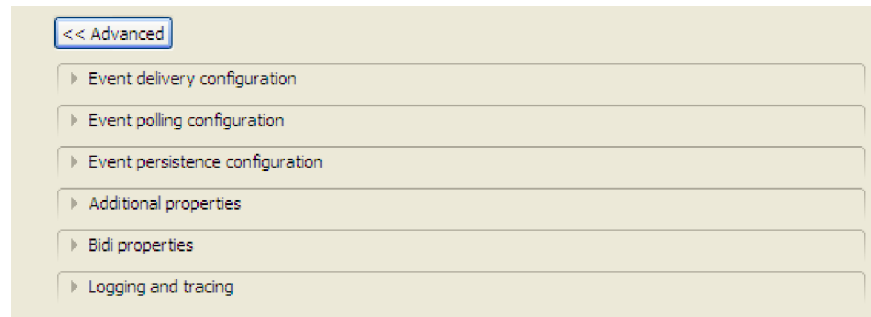 << Advanced
Event delivery configuration
Event polling configuration
Event persistence configuration
Additional properties
Bidi properties
Logging and tracing